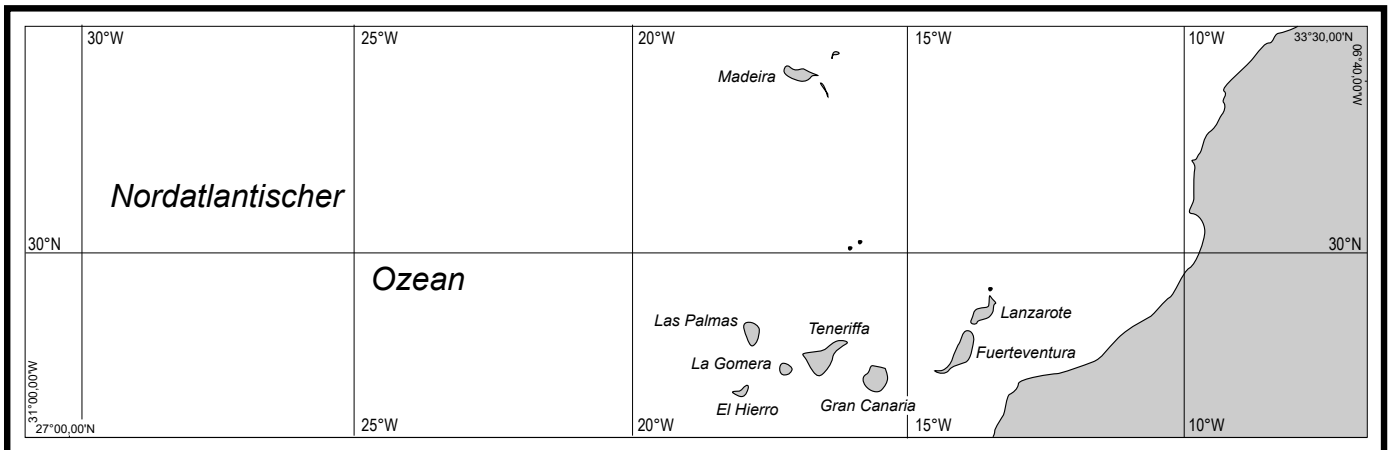 30°W
25°W
20°W
15°W
10°W
33°30,00'N
06°40,00'W
Madeira
Nordatlantischer
30°N
30°N
Ozean
Las Palmas
Teneriffa
Lanzarote
La Gomera
Fuerteventura
El Hierro
Gran Canaria
31°00,00'W
27°00,00'N
25°W
20°W
15°W
10°W